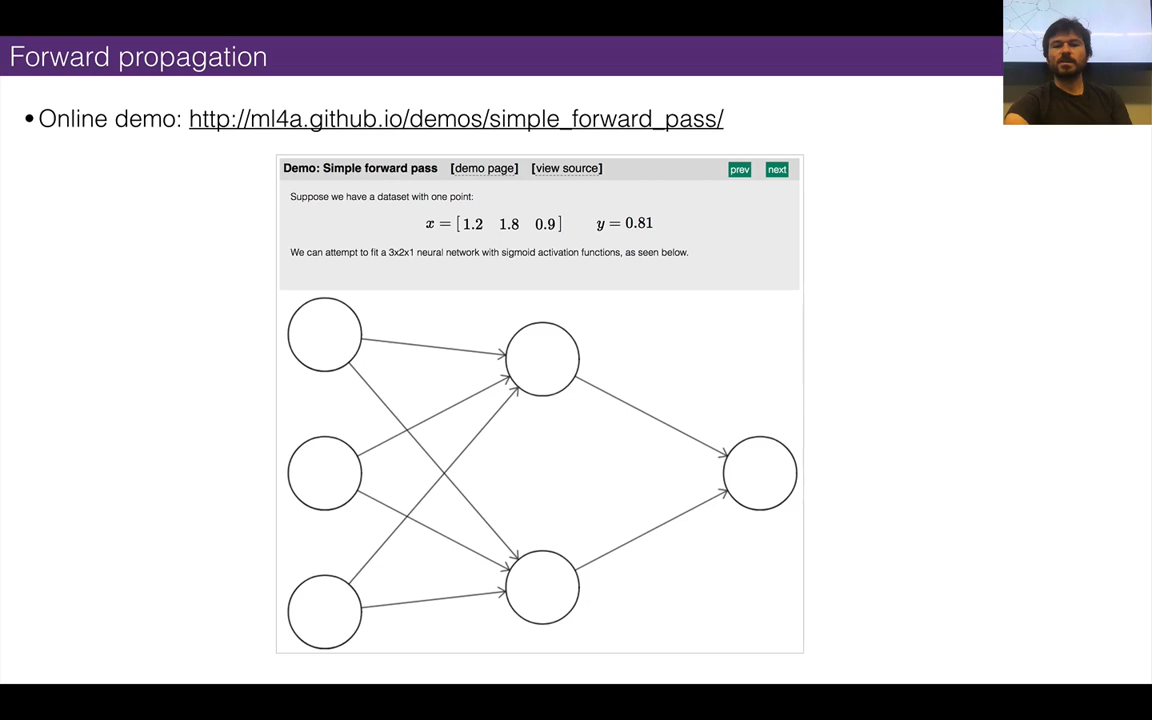 Forward propagation
• Online demo: http://ml4a.github.io/demos/simple_forward_pass/
Demo: Simple forward pass [demo page] [view source] prev next
Suppose we have a dataset with one point:
x = [1.2 1.8 0.9] y = 0.81
We can attempt to fit a 3x2x1 neural network with sigmoid activation functions, as seen below.